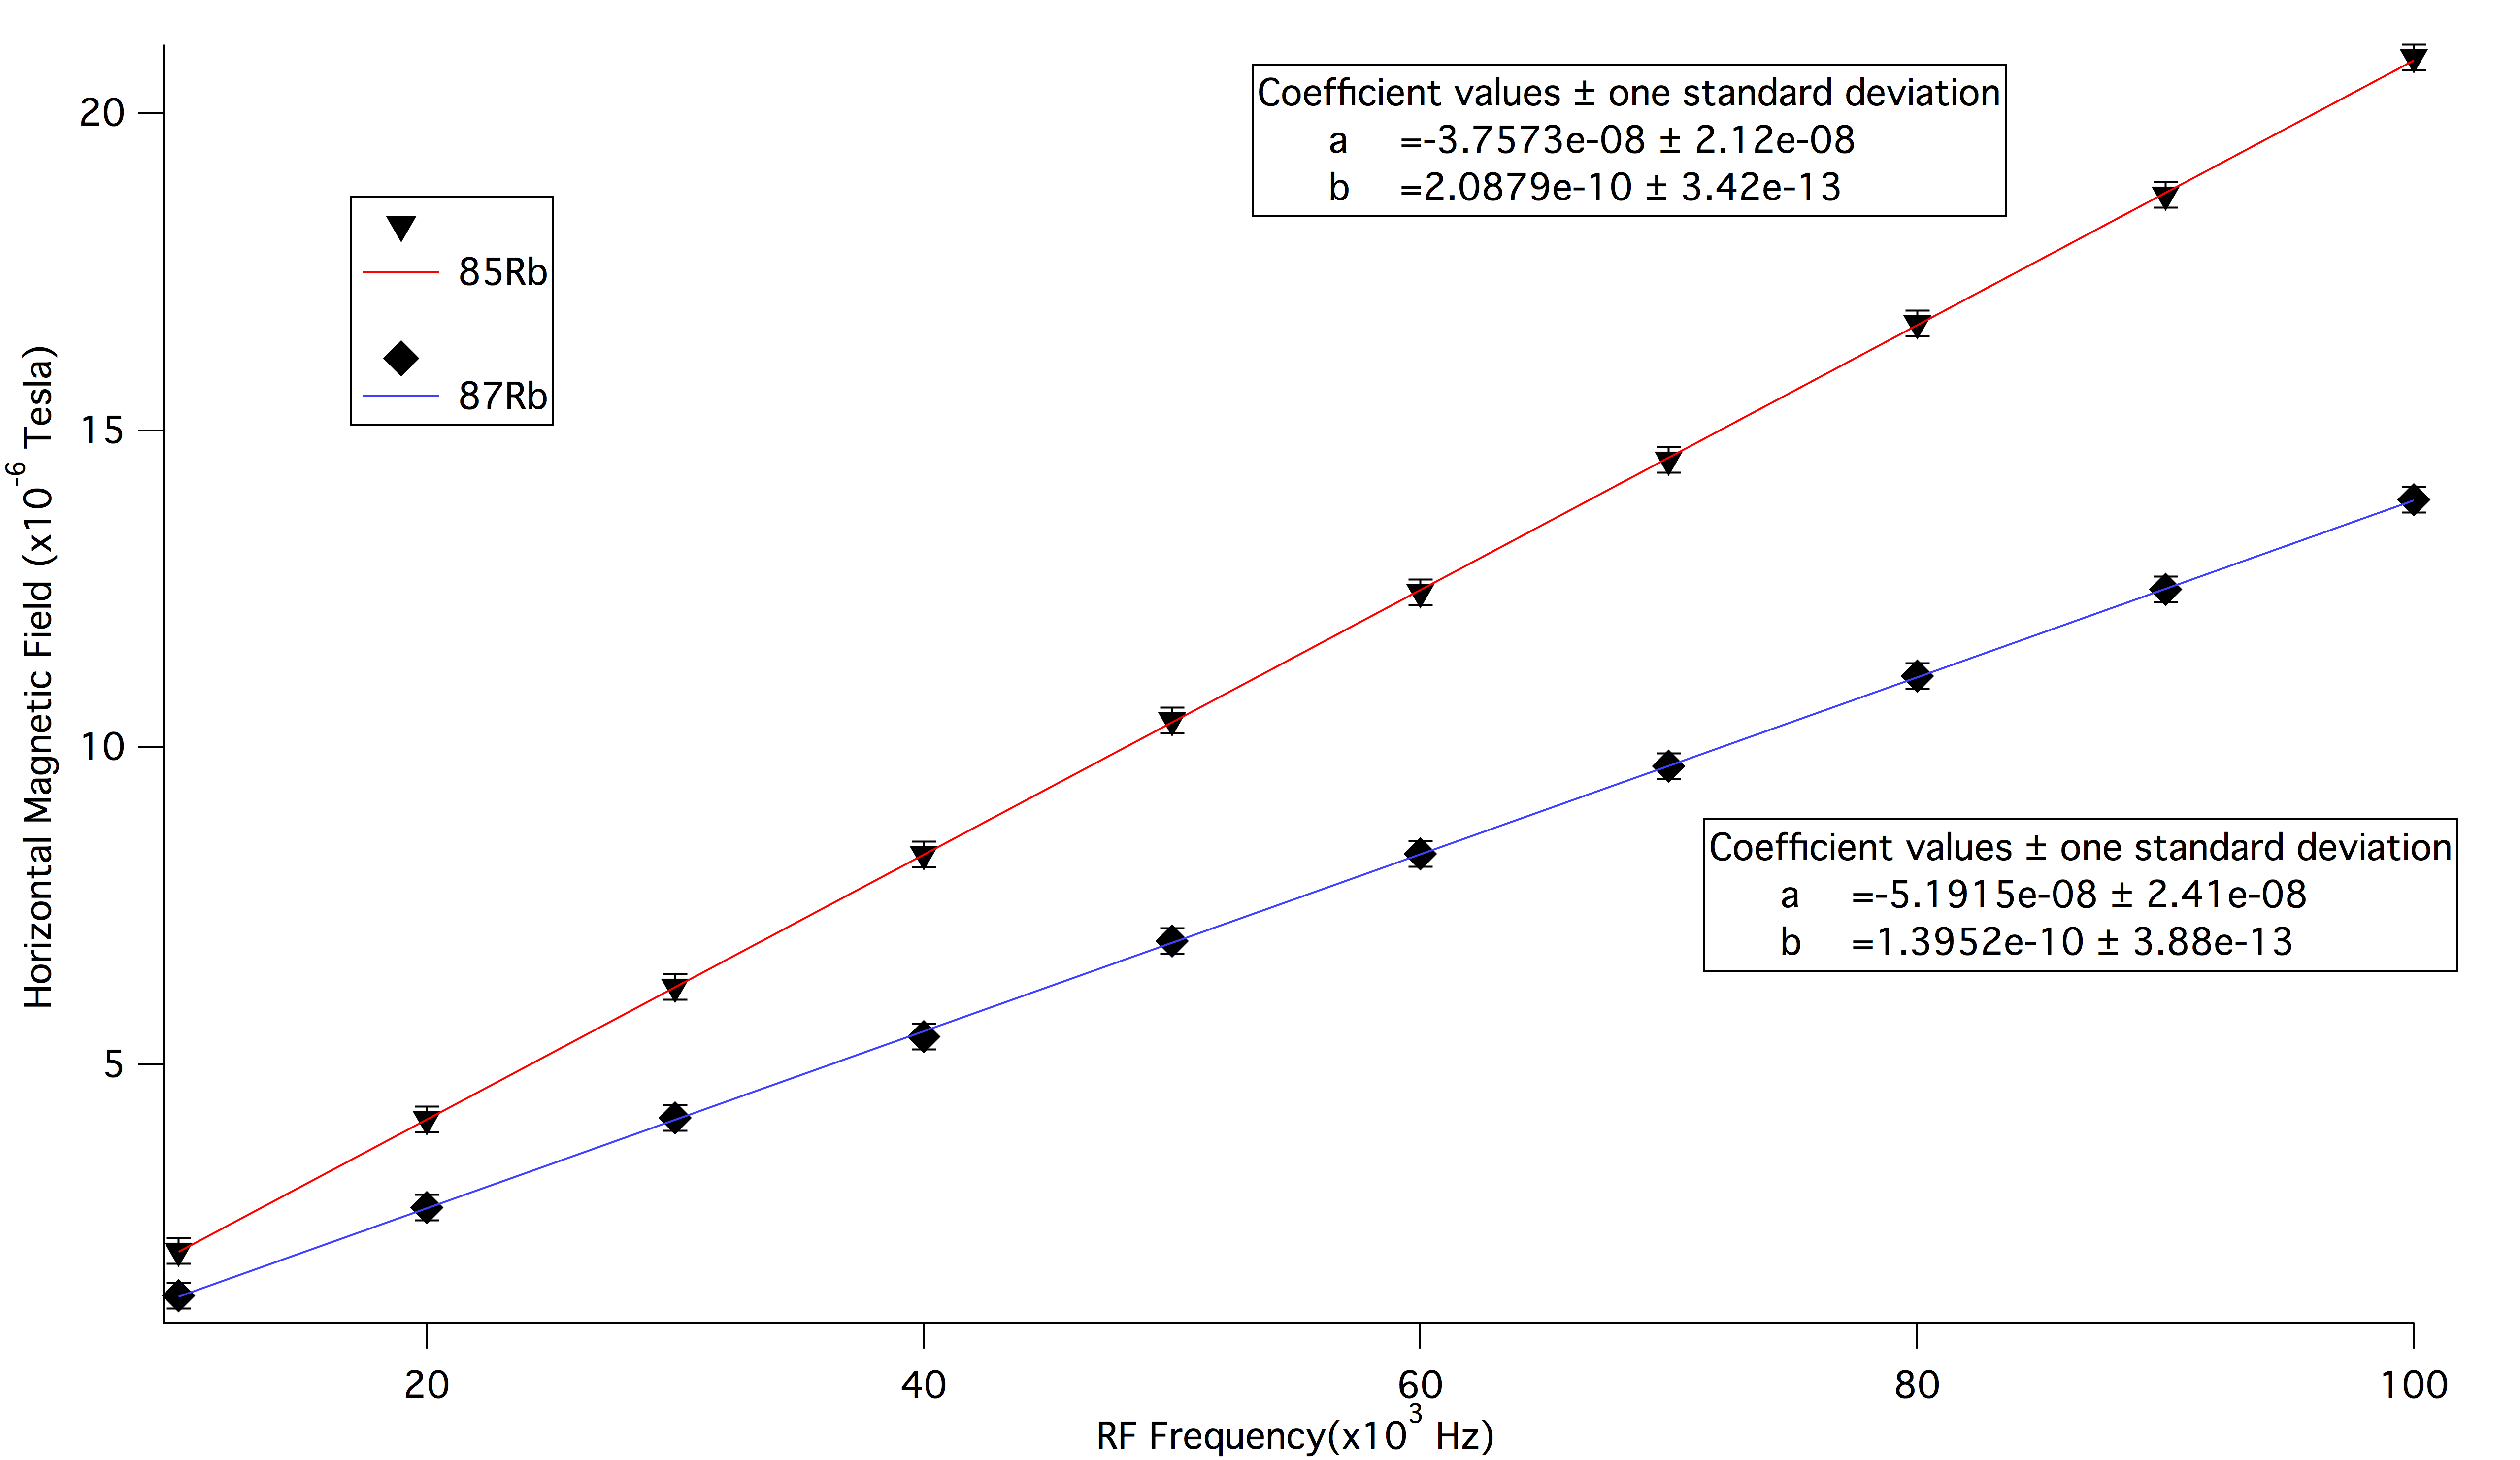 Horizontal Magnetic Field (x10⁻⁶ Tesla)
20
15
10
5
85Rb
87Rb
Coefficient values ± one standard deviation
a =-3.7573e-08 ± 2.12e-08
b =2.0879e-10 ± 3.42e-13
Coefficient values ± one standard deviation
a =-5.1915e-08 ± 2.41e-08
b =1.3952e-10 ± 3.88e-13
20 40 60 80 100
RF Frequency(x10³ Hz)